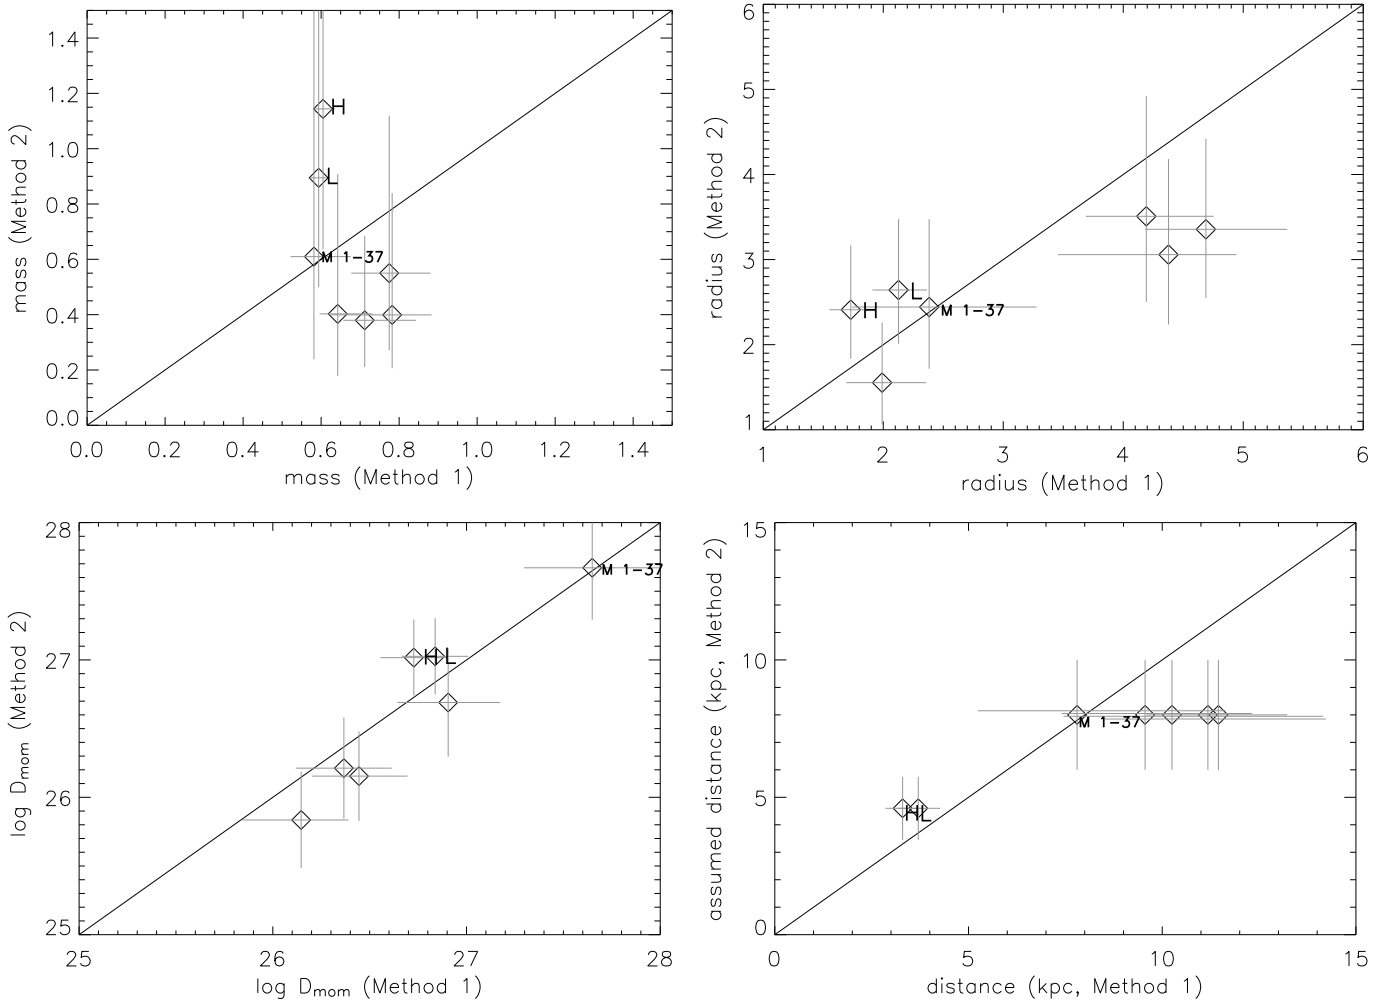 1.4
1.2
1.0
0.8
0.6
0.4
0.2
0.0
mass (Method 2)
H
L
M 1-37
0.0 0.2 0.4 0.6 0.8 1.0 1.2 1.4
mass (Method 1)
6
5
4
3
2
1
radius (Method 2)
H
L
M 1-37
1 2 3 4 5 6
radius (Method 1)
28
27
26
25
log Dmom (Method 2)
M 1-37
H L
25 26 27 28
log Dmom (Method 1)
15
10
5
0
assumed distance (kpc, Method 2)
M 1-37
H L
0 5 10 15
distance (kpc, Method 1)